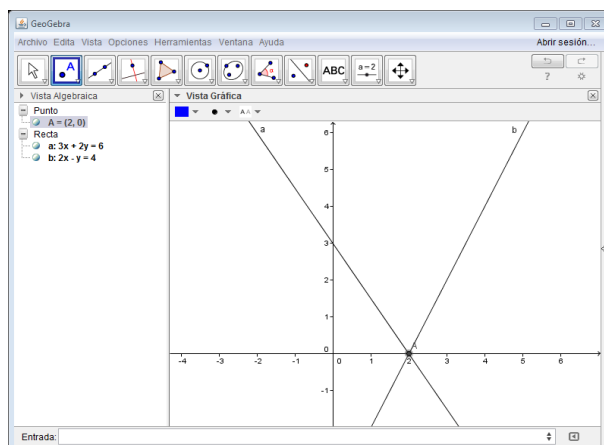 GeoGebra
Archivo Edita Vista Opciones Herramientas Ventana Ayuda
Abrir sesión...
A
ABC
a=2
?
Vista Algebraica
Vista Gráfica
Punto
A = (2, 0)
Recta
a: 3x + 2y = 6
b: 2x - y = 4
A A
a
b
6
5
4
3
2
1
0
-1
-4 -3 -2 -1 0 1 2 3 4 5 6
A
Entrada: